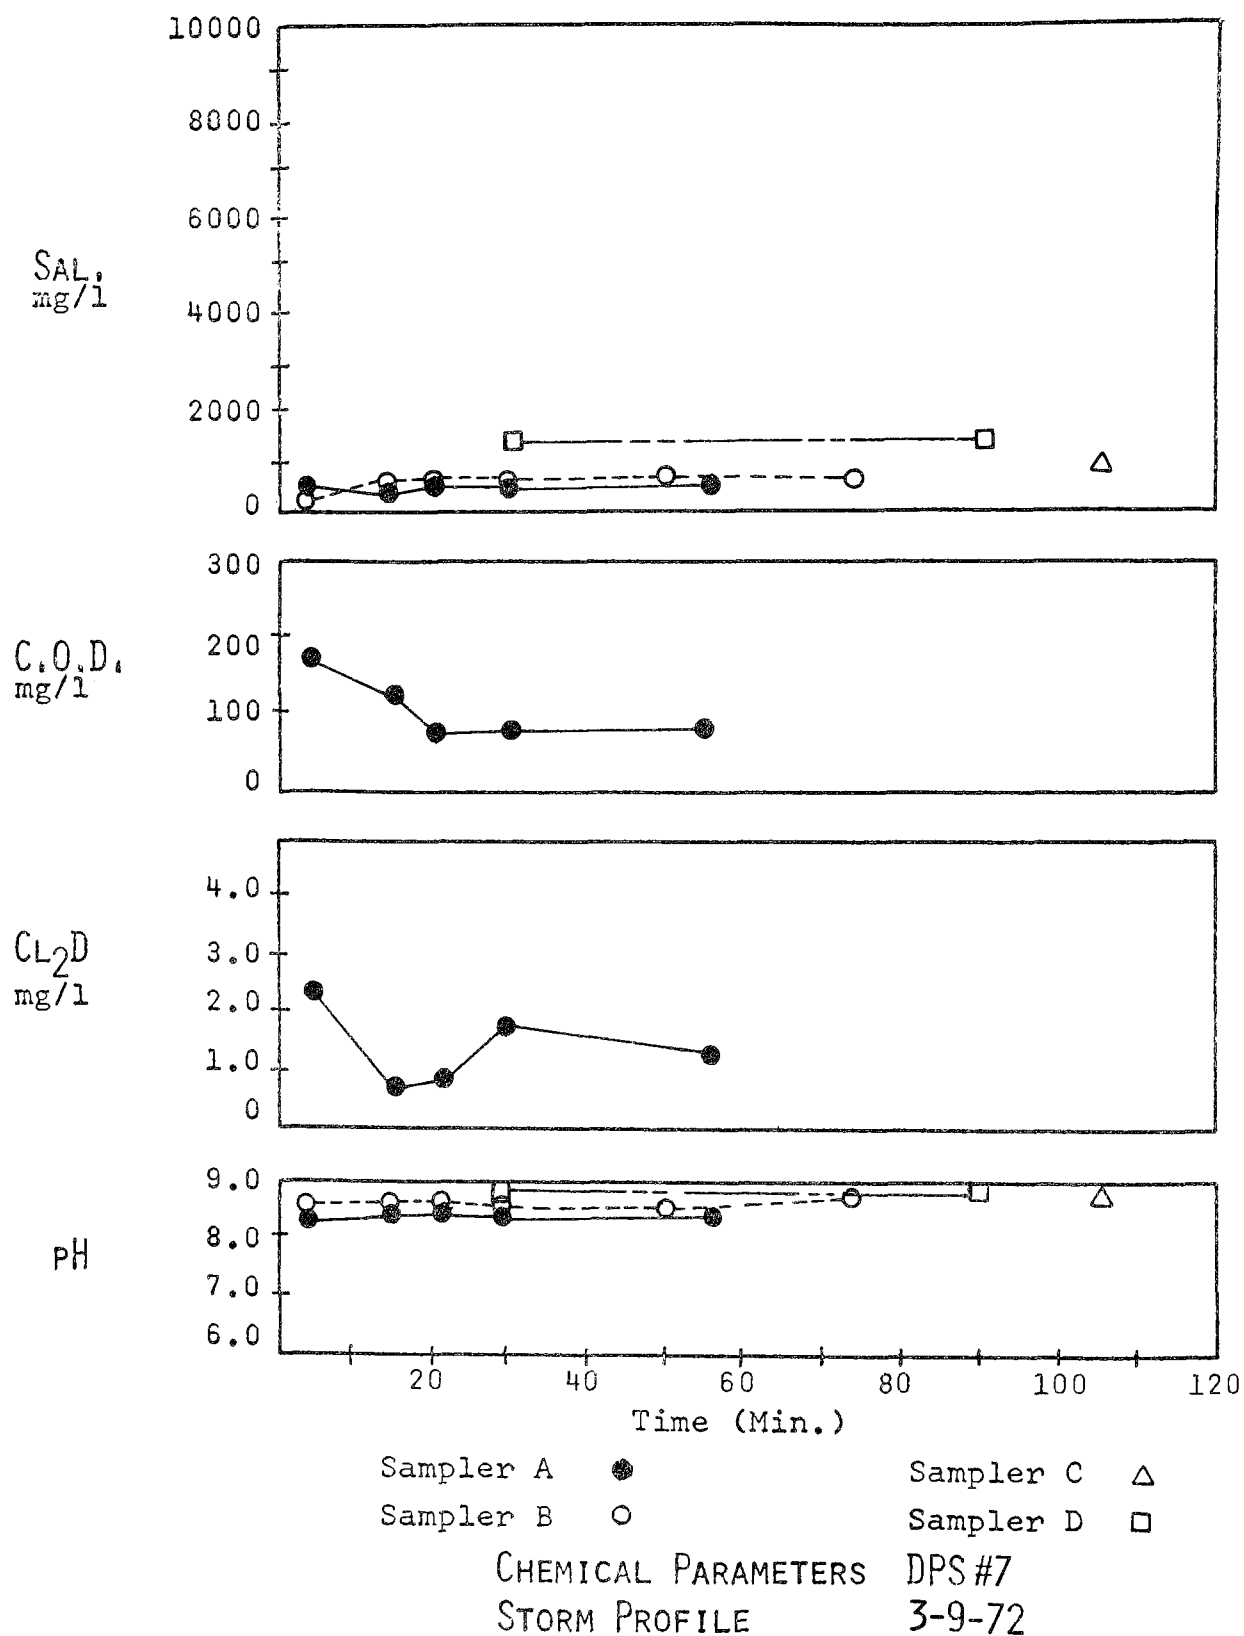 10000
8000
6000
SAL.
mg/l
4000
2000
0
300
200
C.O.D.
mg/l
100
0
4.0
CL2D
mg/l
3.0
2.0
1.0
0
9.0
8.0
pH
7.0
6.0
20 40 60 80 100 120
Time (Min.)
Sampler A Sampler C
Sampler B Sampler D
CHEMICAL PARAMETERS DPS #7
STORM PROFILE 3-9-72